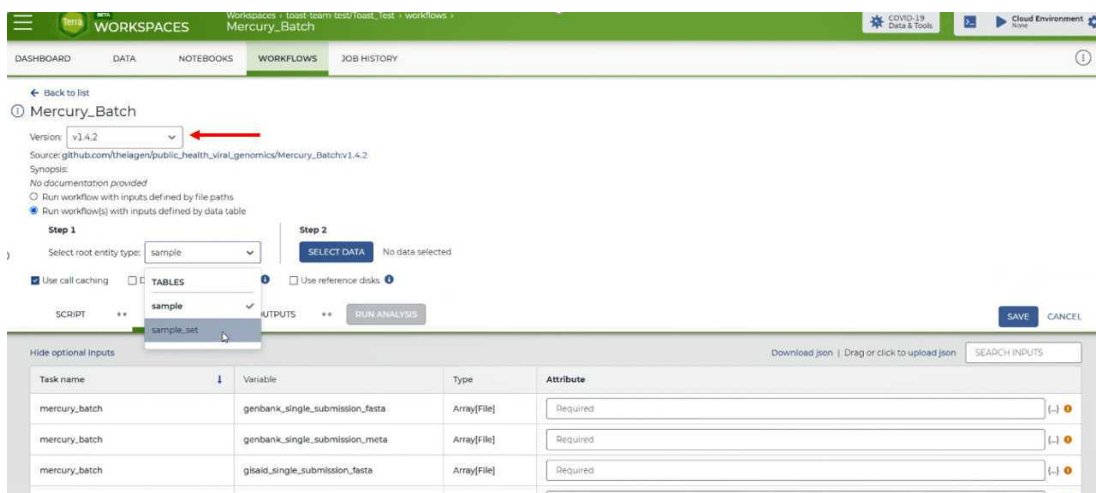 Terra
BETA
WORKSPACES
Workspaces › toast-team-test/Toast_Test › workflows ›
Mercury_Batch
COVID-19
Data & Tools
Cloud Environment
None
DASHBOARD DATA NOTEBOOKS WORKFLOWS JOB HISTORY
← Back to list
Mercury_Batch
Version: v1.4.2
Source: github.com/theiagen/public_health_viral_genomics/Mercury_Batch:v1.4.2
Synopsis:
No documentation provided
Run workflow with inputs defined by file paths
Run workflow(s) with inputs defined by data table
Step 1 Step 2
Select root entity type: sample SELECT DATA No data selected
Use call caching D Use reference disks
TABLES
sample
sample_set
SCRIPT OUTPUTS RUN ANALYSIS SAVE CANCEL
Hide optional inputs Download json | Drag or click to upload json SEARCH INPUTS
Task name ↓ Variable Type Attribute
mercury_batch genbank_single_submission_fasta Array[File] Required {...}
mercury_batch genbank_single_submission_meta Array[File] Required {...}
mercury_batch gisaid_single_submission_fasta Array[File] Required {...}